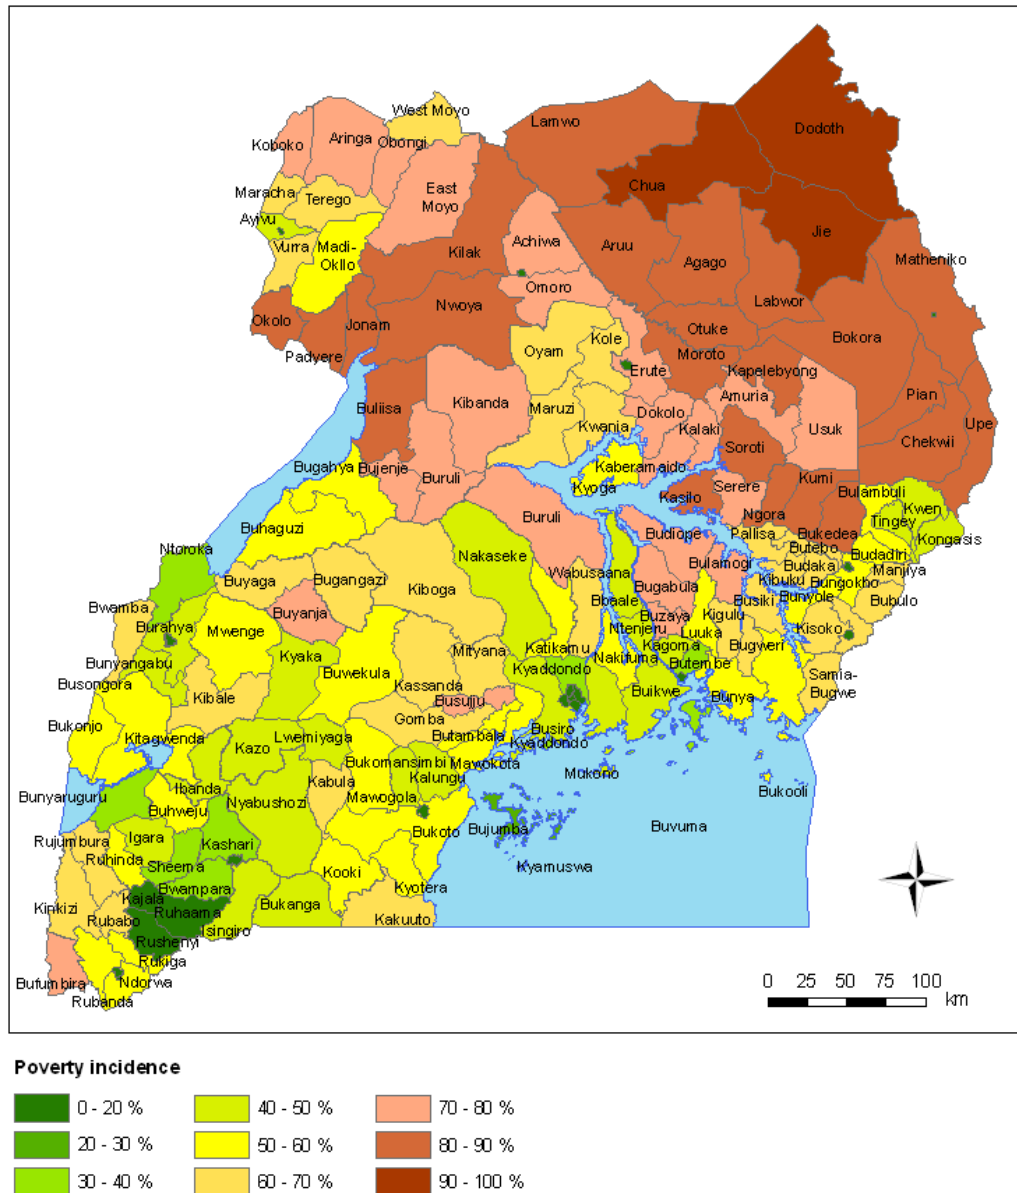 West Moyo
Lamwo
Dodoth
Koboko
Aringa
Obongi
East
Moyo
Chua
Maracha
Terego
Ayivu
Vurra
Madi-
Okllo
Kilak
Achiwa
Aruu
Agago
Jie
Matheniko
Omoro
Labwor
Okolo
Jonam
Nwoya
Otuke
Bokora
Padyere
Oyam
Kole
Erute
Moroto
Kapelebyong
Amuria
Pian
Upe
Buliisa
Kibanda
Maruzi
Kwania
Dokolo
Kalaki
Usuk
Chekwii
Soroti
Bugahya
Bujenje
Buruli
Kaberamaido
Kyoga
Kasilo
Serere
Kumi
Bulambuli
Ngora
Kwen
Tingey
Kongasis
Buhaguzi
Buruli
Budiope
Pallisa
Bukedea
Butebo
Budadiri
Ntoroka
Nakaseke
Bulamogi
Budaka
Manjiya
Buyaga
Bugangazi
Kiboga
Wabusaana
Bugabula
Kibuku
Bungokho
Bwamba
Buyanja
Bbaale
Buzaya
Busiki
Bunyole
Bubulo
Burahya
Mwenge
Ntenjeru
Kigulu
Luuka
Kisoko
Bunyangabu
Kyaka
Buwekula
Mityana
Katikamu
Nakifuma
Kagoma
Bugweri
Busongora
Kibale
Kassanda
Kyaddondo
Butembe
Samia-
Bugwe
Bukonjo
Busujju
Buikwe
Bunya
Kitagwenda
Gomba
Butambala
Busiro
Kyaddondo
Kazo
Lwemiyaga
Bukomansimbi
Mawokota
Mukono
Bunyaruguru
Ibanda
Kabula
Kalungu
Bukooli
Buhweju
Nyabushozi
Mawogola
Bujumba
Buvuma
Rujumbura
Igara
Kashari
Bukoto
Ruhinda
Sheema
Kooki
Kyamuswa
Bwampara
Kajala
Kyotera
Kinkizi
Ruhaama
Bukanga
Rubabo
Isingiro
Kakuuto
Rushenyi
Rukiga
Bufumbira
Ndorwa
Rubanda
0 25 50 75 100
km
Poverty incidence
0 - 20 % 40 - 50 % 70 - 80 %
20 - 30 % 50 - 60 % 80 - 90 %
30 - 40 % 60 - 70 % 90 - 100 %